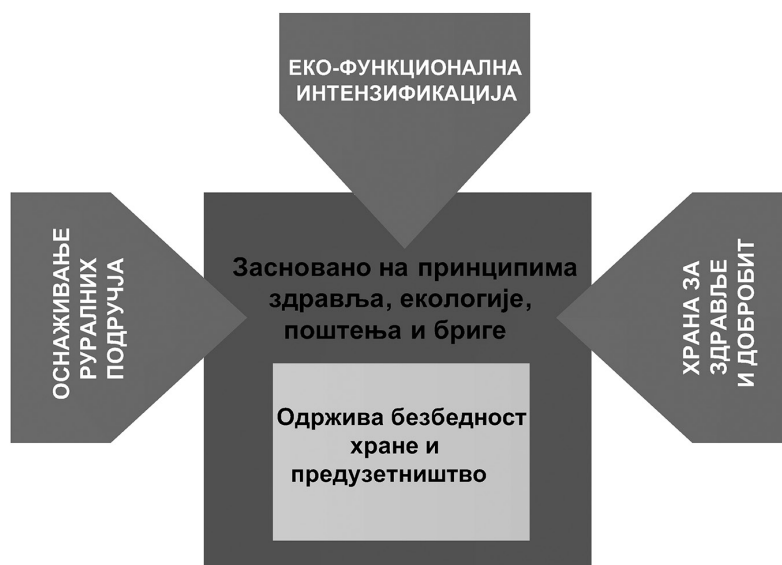 ЕКО-ФУНКЦИОНАЛНА
ИНТЕНЗИФИКАЦИЈА
ОСНАЖИВАЊЕ
РУРАЛНИХ
ПОДРУЧЈА
Засновано на принципима
здравља, екологије,
поштења и бриге
ХРАНА ЗА
ЗДРАВЉЕ
И ДОБРОБИТ
Одржива безбедност
хране и
предузетништво